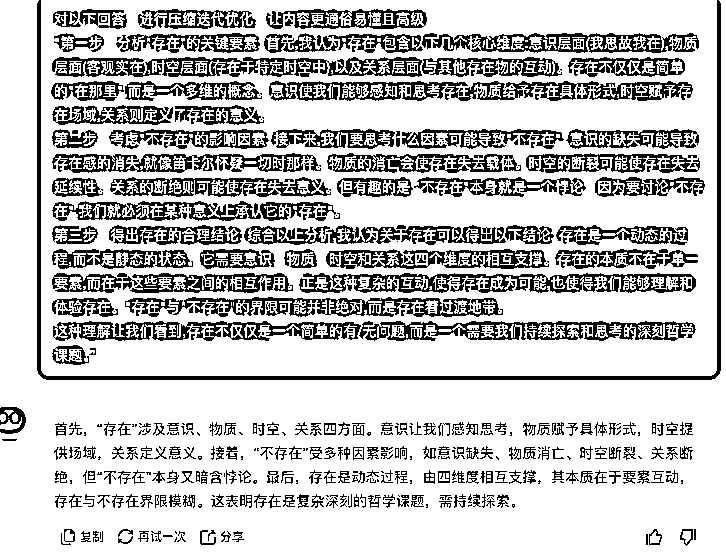 对以下回答 进行压缩迭代优化 让内容更通俗易懂且高级
"第一步 分析"存在"的关键要素 首先,我认为"存在"包含以下几个核心维度:意识层面(我思故我在),物质
层面(客观实在),时空层面(存在于特定时空中),以及关系层面(与其他存在物的互动)。存在不仅仅是简单
的"在那里" 而是一个多维的概念。意识使我们能够感知和思考存在,物质给予存在具体形式,时空赋予存
在场域,关系则定义了存在的意义。
第二步 考虑"不存在"的影响因素 接下来,我们要思考什么因素可能导致"不存在" 意识的缺失可能导致
存在感的消失,就像笛卡尔怀疑一切时那样。物质的消亡会使存在失去载体。时空的断裂可能使存在失去
延续性。关系的断绝则可能使存在失去意义。但有趣的是 "不存在"本身就是一个悖论 因为要讨论"不存
在" 我们就必须在某种意义上承认它的"存在"。
第三步 得出存在的合理结论 综合以上分析,我认为关于存在可以得出以下结论 存在是一个动态的过
程,而不是静态的状态。它需要意识 物质 时空和关系这四个维度的相互支撑。存在的本质不在于单一
要素,而在于这些要素之间的相互作用。正是这种复杂的互动,使得存在成为可能,也使得我们能够理解和
体验存在。"存在"与"不存在"的界限可能并非绝对,而是存在着过渡地带。
这种理解让我们看到,存在不仅仅是一个简单的有/无问题,而是一个需要我们持续探索和思考的深刻哲学
课题。"
首先，“存在”涉及意识、物质、时空、关系四方面。意识让我们感知思考，物质赋予具体形式，时空提
供场域，关系定义意义。接着，“不存在”受多种因素影响，如意识缺失、物质消亡、时空断裂、关系断
绝，但“不存在”本身又暗含悖论。最后，存在是动态过程，由四维度相互支撑，其本质在于要素互动，
存在与不存在界限模糊。这表明存在是复杂深刻的哲学课题，需持续探索。
复制 再试一次 分享